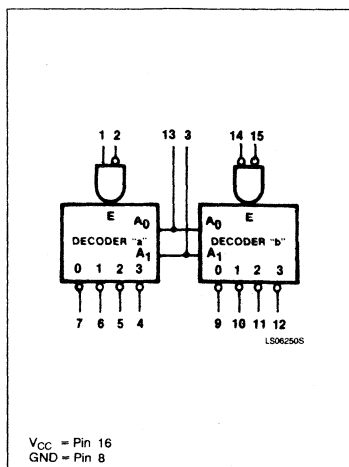 1 2 13 3 14 15
E E
A0 A0
DECODER "a" DECODER "b"
A1 A1
0 1 2 3 0 1 2 3
7 6 5 4 9 10 11 12
LS06250S
VCC = Pin 16
GND = Pin 8